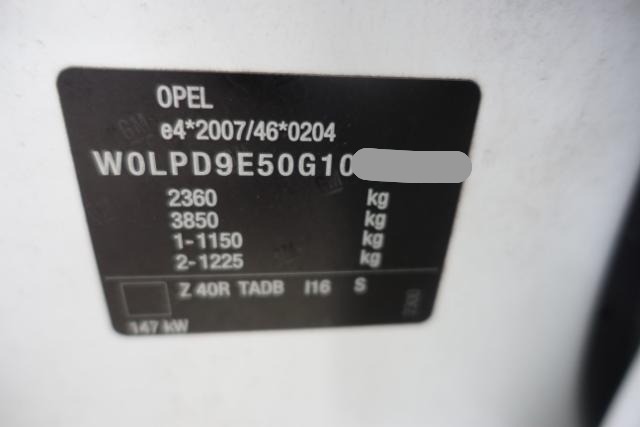 OPEL
e4*2007/46*0204
W0LPD9E50G10
2360 kg
3850 kg
1-1150 kg
2-1225 kg
Z 40R TADB I16 S
147 kW